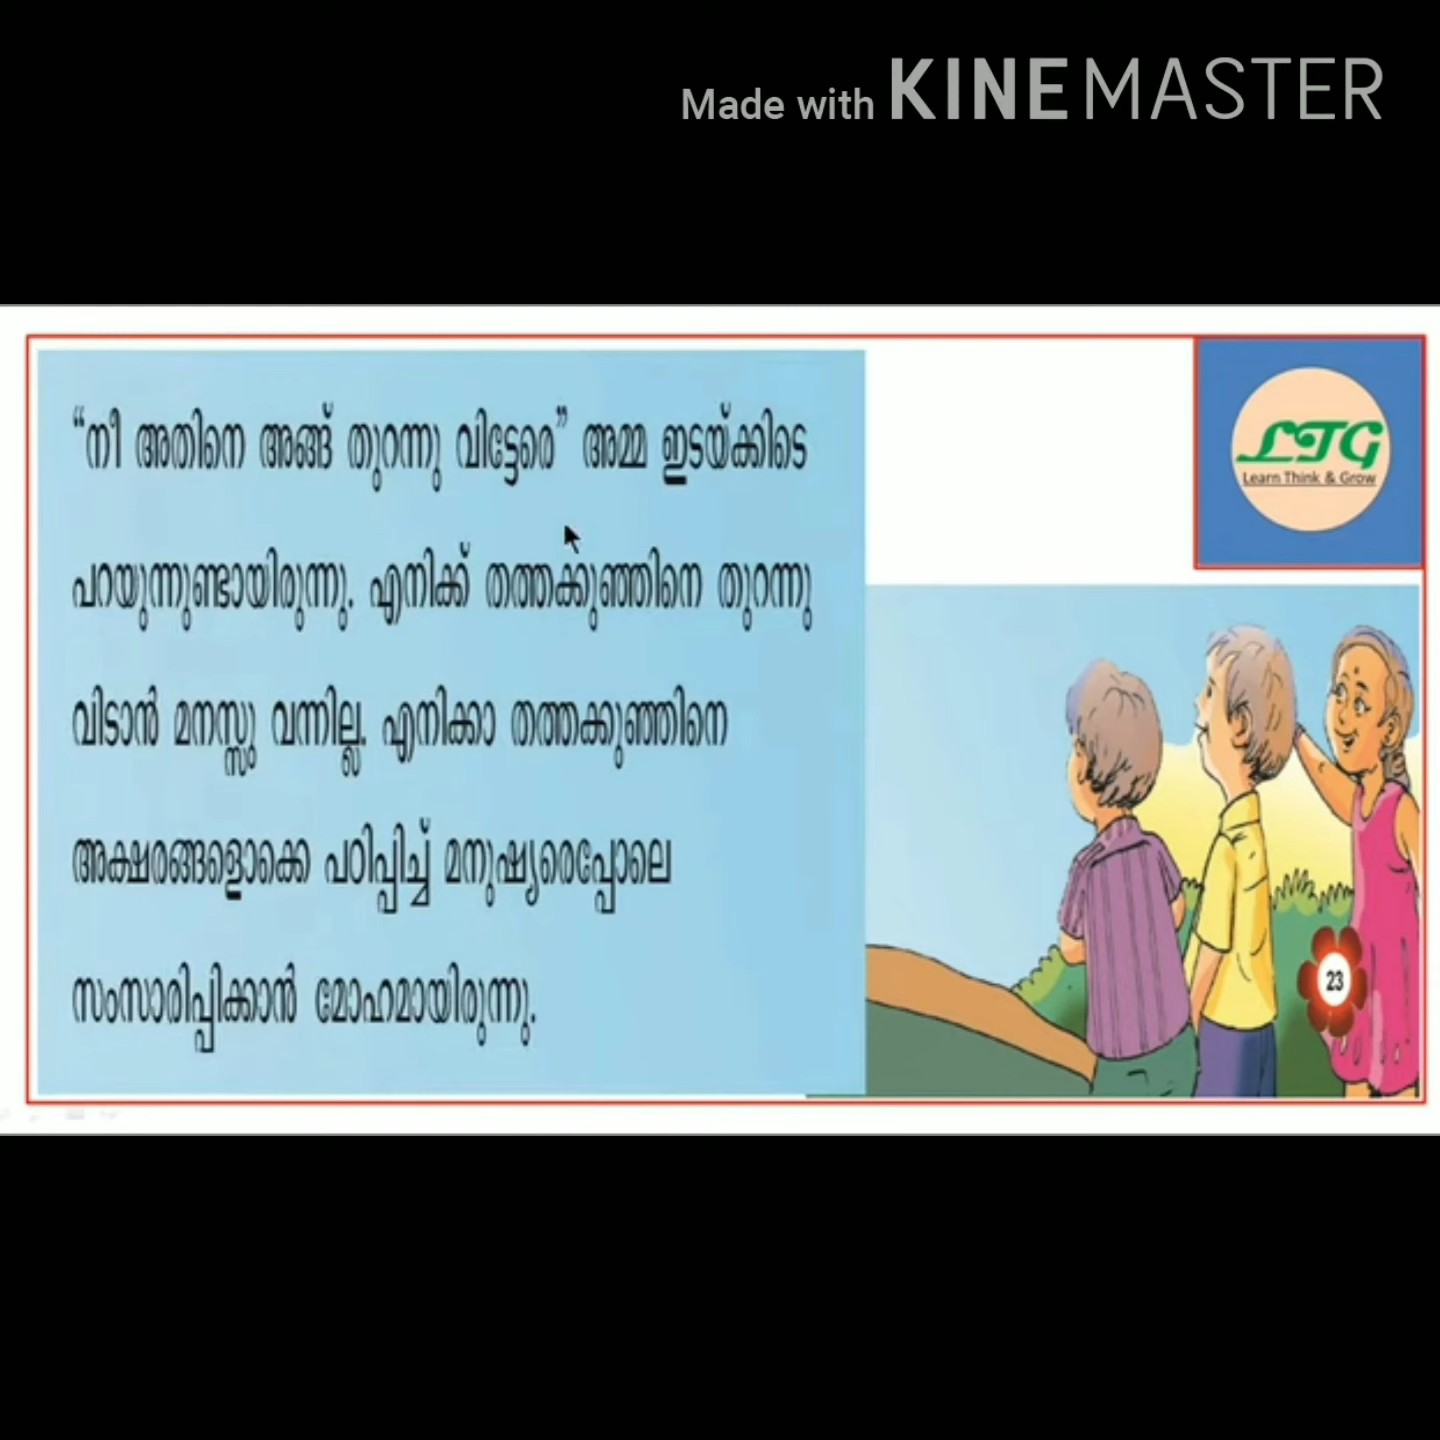 Made with KINEMASTER
“നീ അതിനെ അങ്ങ് തുറന്നു വിട്ടേരെ” അമ്മ ഇടയ്ക്കിടെ
പറയുന്നുണ്ടായിരുന്നു. എനിക്ക് തത്തക്കുഞ്ഞിനെ തുറന്നു
വിടാൻ മനസ്സു വന്നില്ല. എനിക്കാ തത്തക്കുഞ്ഞിനെ
അക്ഷരങ്ങളൊക്കെ പഠിപ്പിച്ച് മനുഷ്യരെപ്പോലെ
സംസാരിപ്പിക്കാൻ മോഹമായിരുന്നു.
LTG
Learn Think & Grow
23